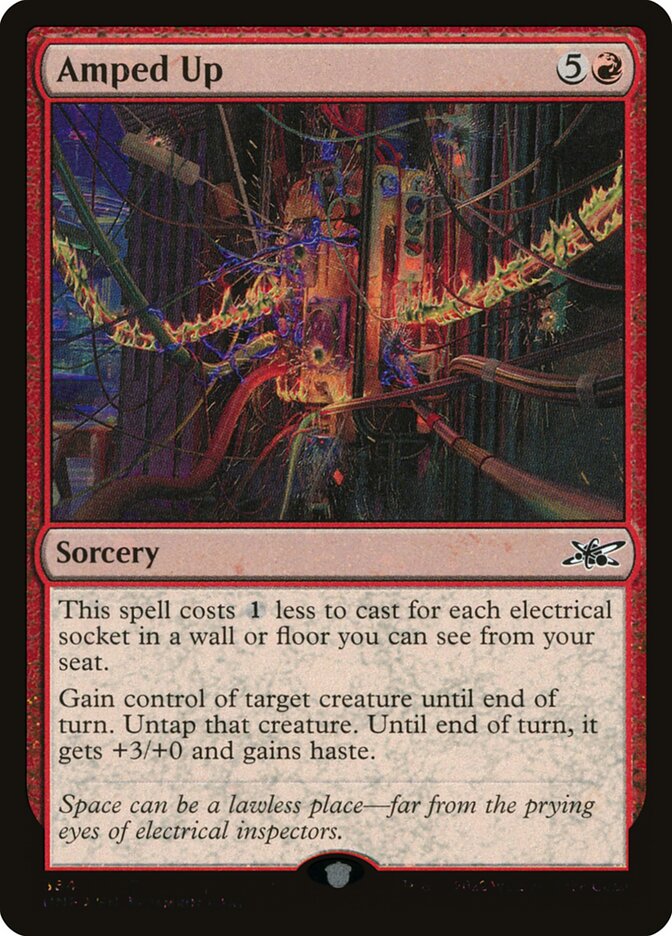 Amped Up 5
Sorcery
This spell costs 1 less to cast for each electrical
socket in a wall or floor you can see from your
seat.
Gain control of target creature until end of
turn. Untap that creature. Until end of turn, it
gets +3/+0 and gains haste.
Space can be a lawless place—far from the prying
eyes of electrical inspectors.